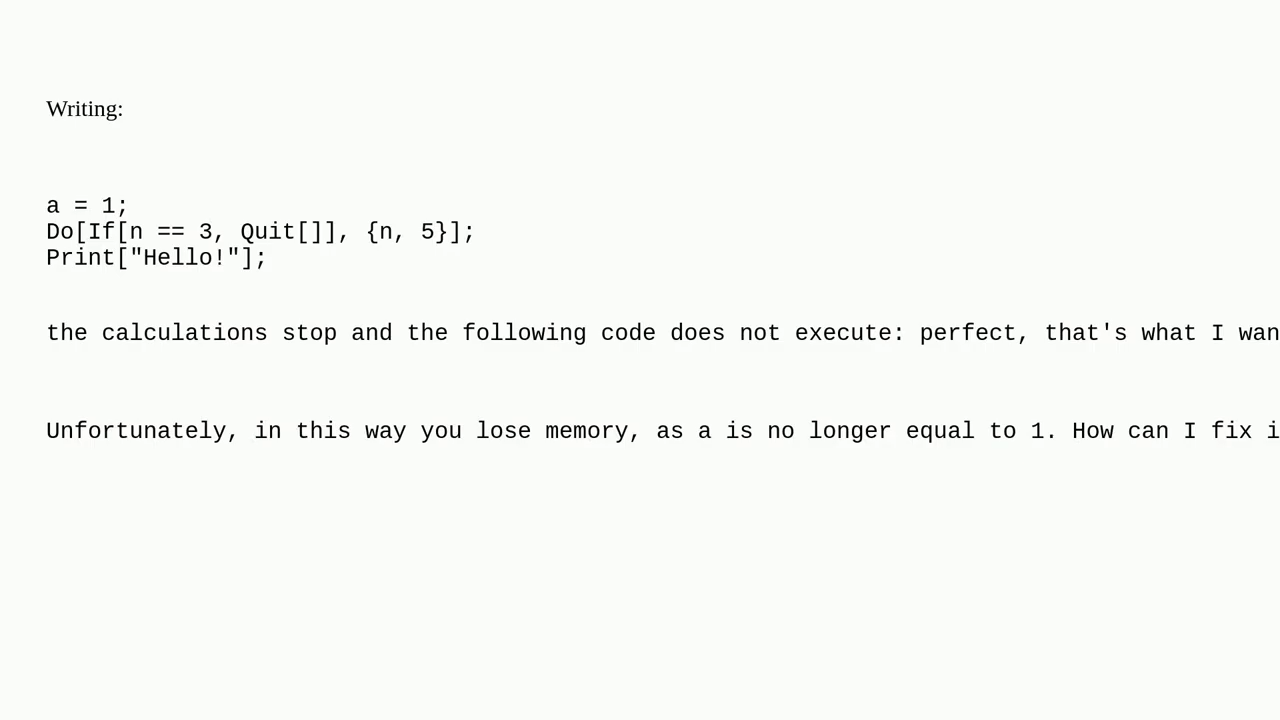 Writing:
a = 1;
Do[If[n == 3, Quit[]], {n, 5}];
Print["Hello!"];
the calculations stop and the following code does not execute: perfect, that's what I
Unfortunately, in this way you lose memory, as a is no longer equal to 1. How can I fix